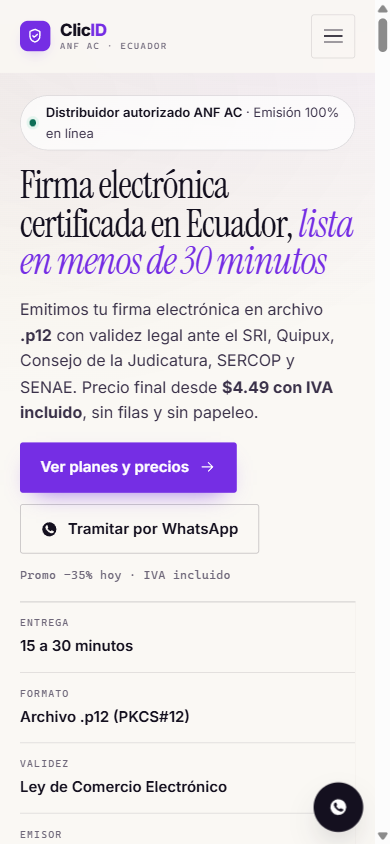 ClicID
ANF AC · ECUADOR
Distribuidor autorizado ANF AC · Emisión 100%
en línea
Firma electrónica
certificada en Ecuador, lista
en menos de 30 minutos
Emitimos tu firma electrónica en archivo
.p12 con validez legal ante el SRI, Quipux,
Consejo de la Judicatura, SERCOP y
SENAE. Precio final desde $4.49 con IVA
incluido, sin filas y sin papeleo.
Ver planes y precios →
Tramitar por WhatsApp
Promo −35% hoy · IVA incluido
ENTREGA
15 a 30 minutos
FORMATO
Archivo .p12 (PKCS#12)
VALIDEZ
Ley de Comercio Electrónico
EMISOR